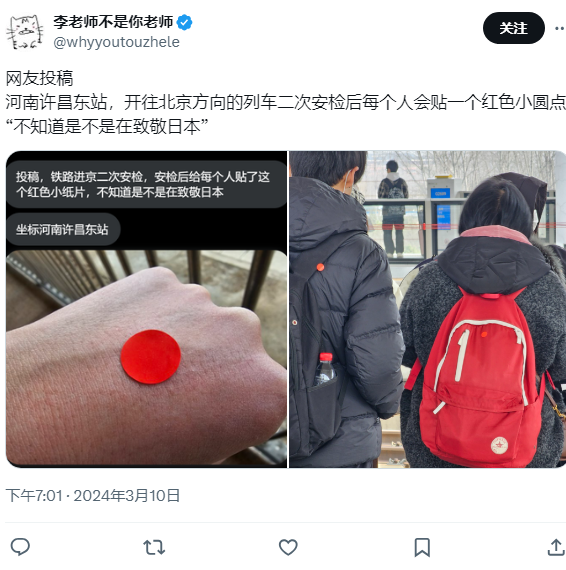 李老师不是你老师
@whyyoutouzhele
关注
网友投稿
河南许昌东站，开往北京方向的列车二次安检后每个人会贴一个红色小圆点
“不知道是不是在致敬日本”
投稿，铁路进京二次安检，安检后给每个人贴了这
个红色小纸片，不知道是不是在致敬日本
坐标河南许昌东站
下午7:01 · 2024年3月10日